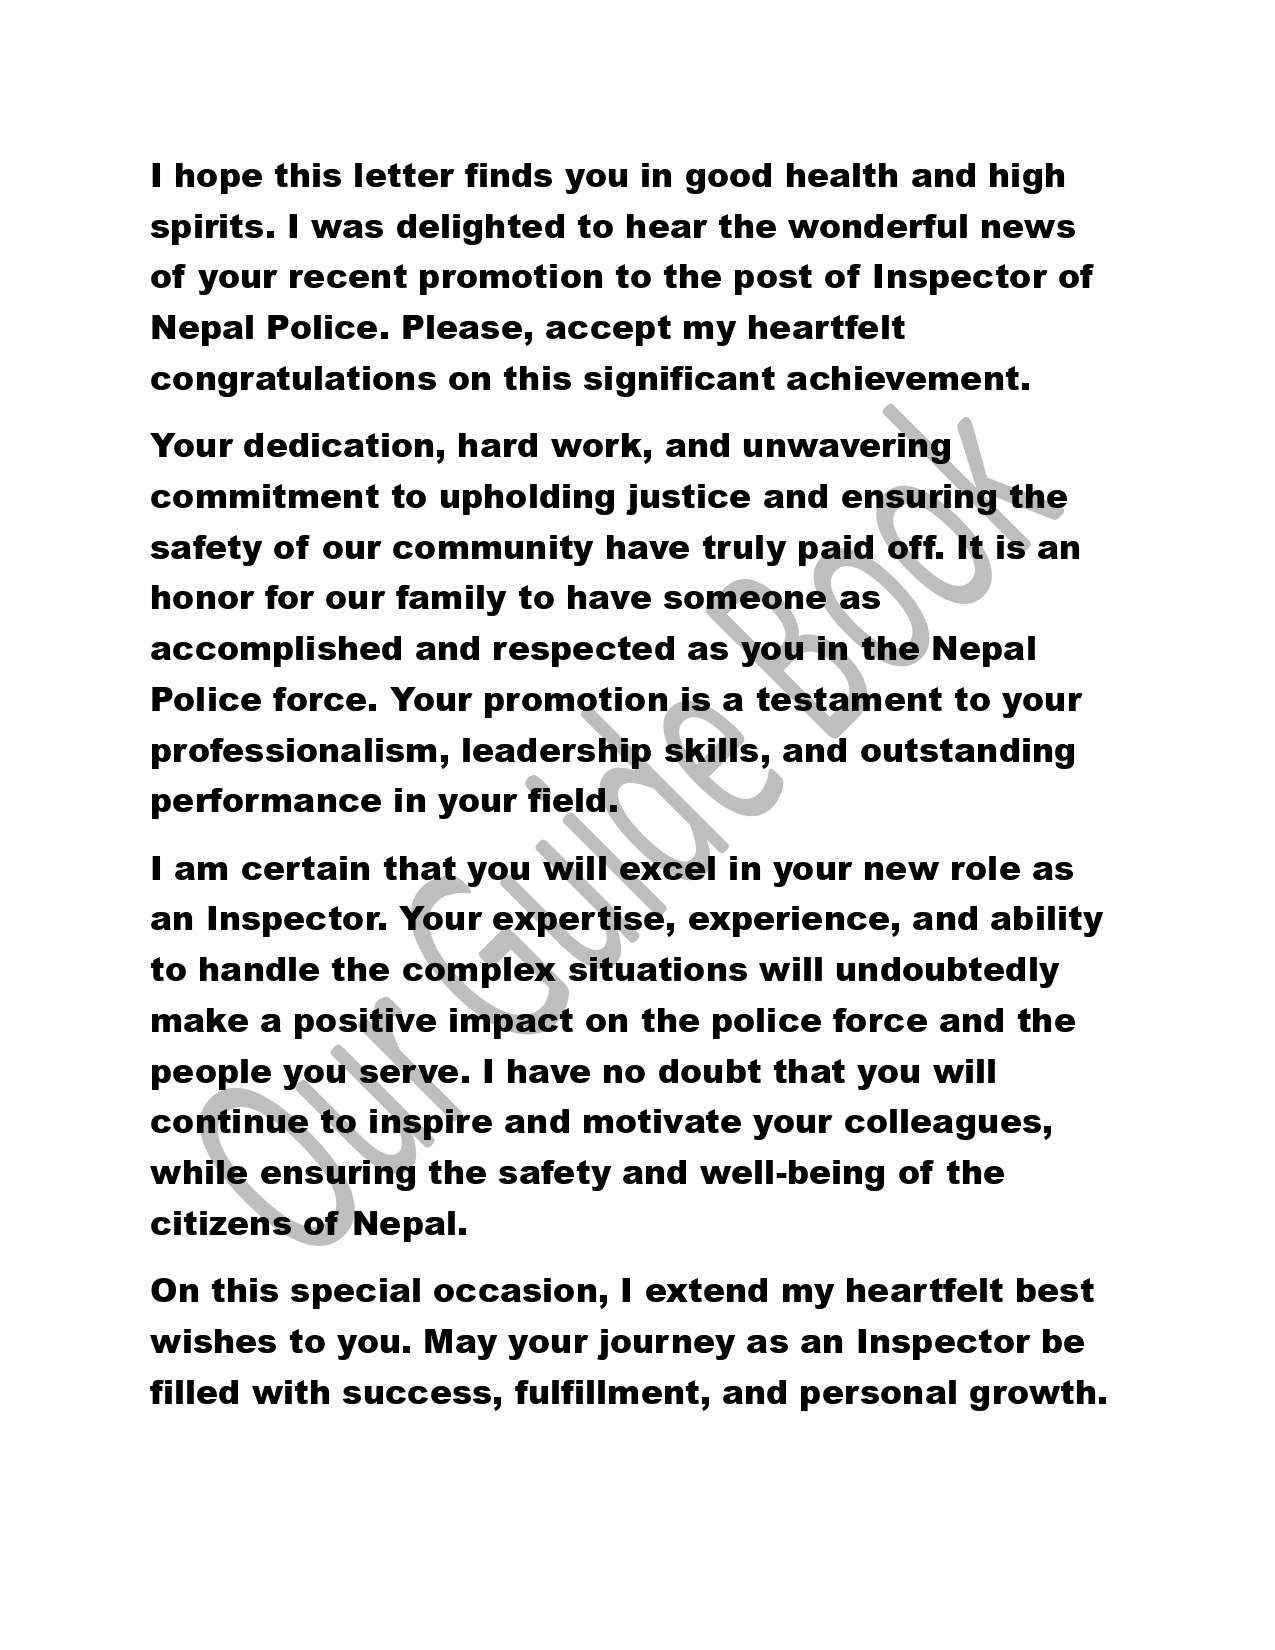 I hope this letter finds you in good health and high
spirits. I was delighted to hear the wonderful news
of your recent promotion to the post of Inspector of
Nepal Police. Please, accept my heartfelt
congratulations on this significant achievement.
Your dedication, hard work, and unwavering
commitment to upholding justice and ensuring the
safety of our community have truly paid off. It is an
honor for our family to have someone as
accomplished and respected as you in the Nepal
Police force. Your promotion is a testament to your
professionalism, leadership skills, and outstanding
performance in your field.
I am certain that you will excel in your new role as
an Inspector. Your expertise, experience, and ability
to handle the complex situations will undoubtedly
make a positive impact on the police force and the
people you serve. I have no doubt that you will
continue to inspire and motivate your colleagues,
while ensuring the safety and well-being of the
citizens of Nepal.
On this special occasion, I extend my heartfelt best
wishes to you. May your journey as an Inspector be
filled with success, fulfillment, and personal growth.
Our Guide Book